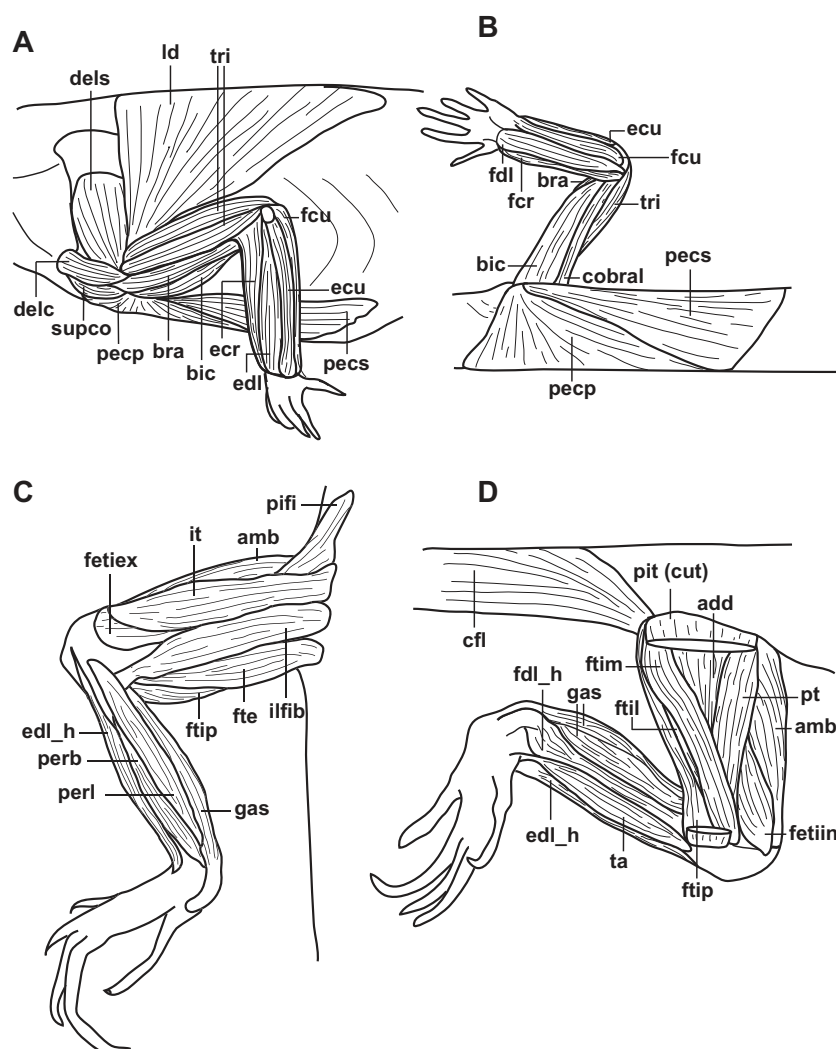 A
ld
tri
dels
fcu
ecu
delc
supco
pecp
bra
bic
ecr
edl
pecs
B
ecu
fcu
fdl
fcr
bra
tri
bic
cobral
pecs
pecp
C
pifi
it
amb
fetiex
edl_h
perb
perl
ftip
fte
ilfib
gas
D
pit (cut)
add
cfl
ftim
fdl_h
gas
ftil
pt
amb
edl_h
ta
ftip
fetiin